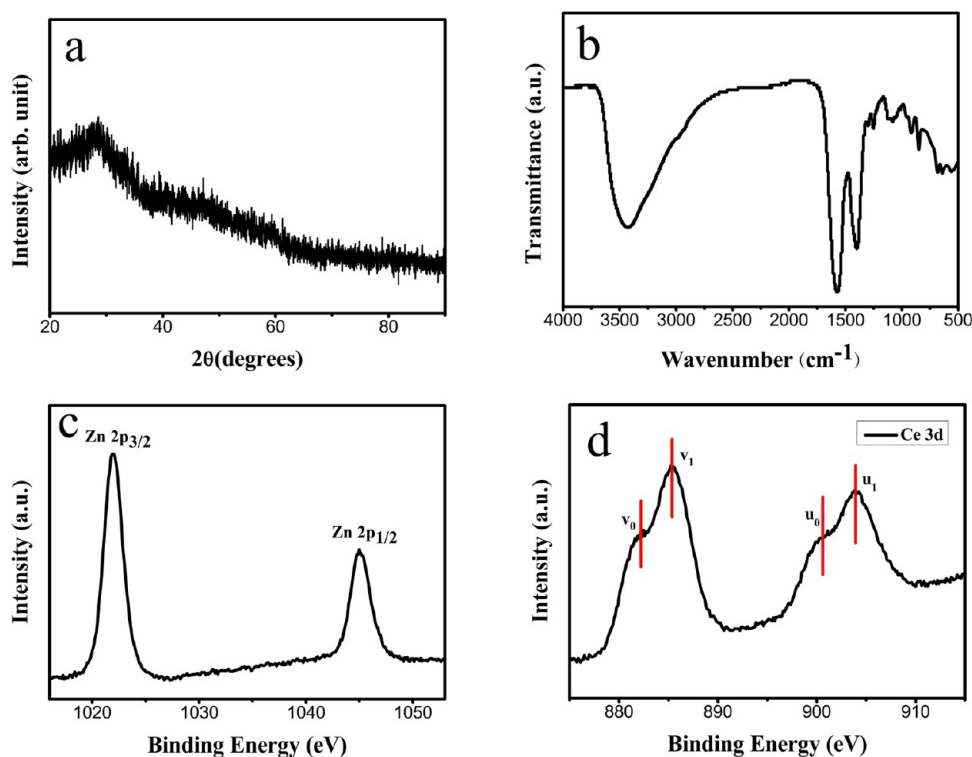 a
Intensity (arb. unit)
20 40 60 80
2θ(degrees)
b
Transmittance (a.u.)
4000 3500 3000 2500 2000 1500 1000 500
Wavenumber (cm⁻¹)
c
Zn 2p₃/₂
Zn 2p₁/₂
Intensity (a.u.)
1020 1030 1040 1050
Binding Energy (eV)
d
Ce 3d
v₁
v₀
u₁
u₀
Intensity (a.u.)
880 890 900 910
Binding Energy (eV)